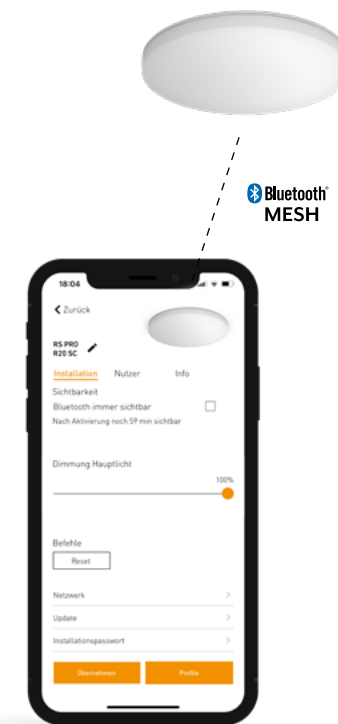 Bluetooth®
MESH
18:04
Zurück
RS PRO
R20 SC
Installation Nutzer Info
Sichtbarkeit
Bluetooth immer sichtbar
Nach Aktivierung noch 59 min sichtbar
Dimmung Hauptlicht
100%
Befehle
Reset
Netzwerk
Update
Installationspasswort
Übernehmen Profile